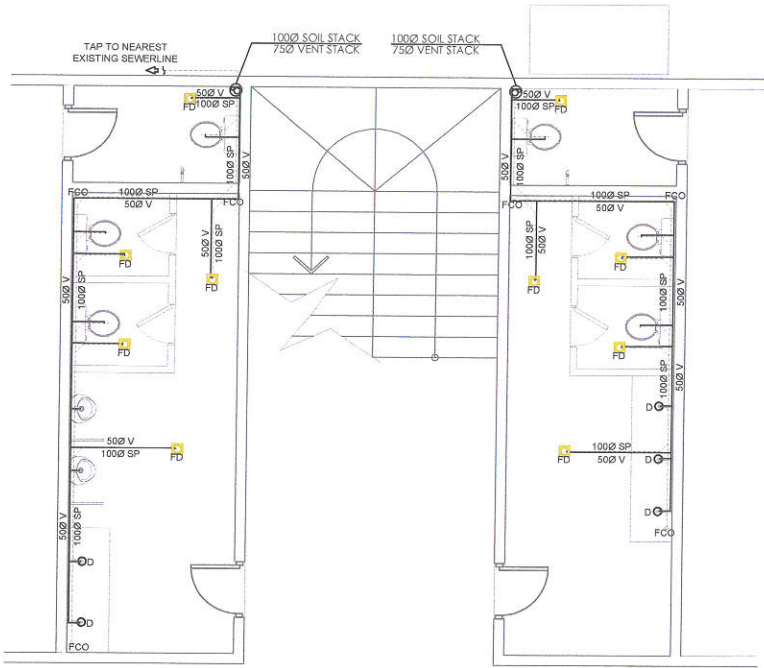 100Ø SOIL STACK
75Ø VENT STACK
100Ø SOIL STACK
75Ø VENT STACK
TAP TO NEAREST
EXISTING SEWERLINE
50Ø V
100Ø SP
FD
50Ø V
100Ø SP
FD
100Ø SP
50Ø V
50Ø V
100Ø SP
FCO
100Ø SP
50Ø V
FCO
FCO
100Ø SP
50Ø V
FCO
50Ø V
100Ø SP
FD
FD
50Ø V
100Ø SP
100Ø SP
50Ø V
FD
FD
50Ø V
100Ø SP
FD
FD
100Ø SP
50Ø V
D
50Ø V
100Ø SP
FD
100Ø SP
50Ø V
FD
D
50Ø V
100Ø SP
D
FCO
D
D
FCO